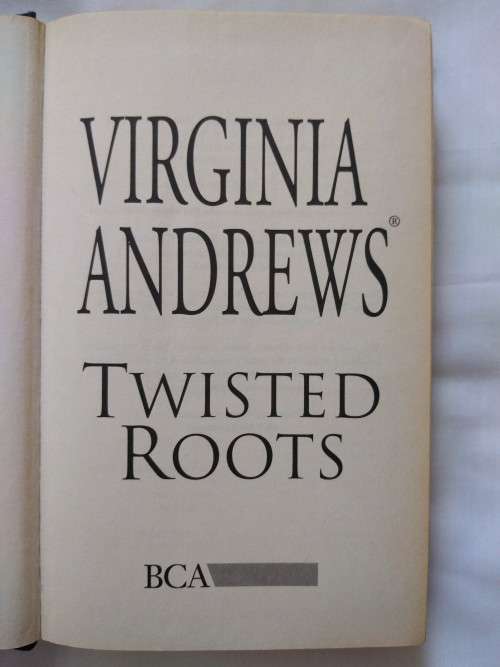 VIRGINIA
ANDREWS®
TWISTED
ROOTS
BCA